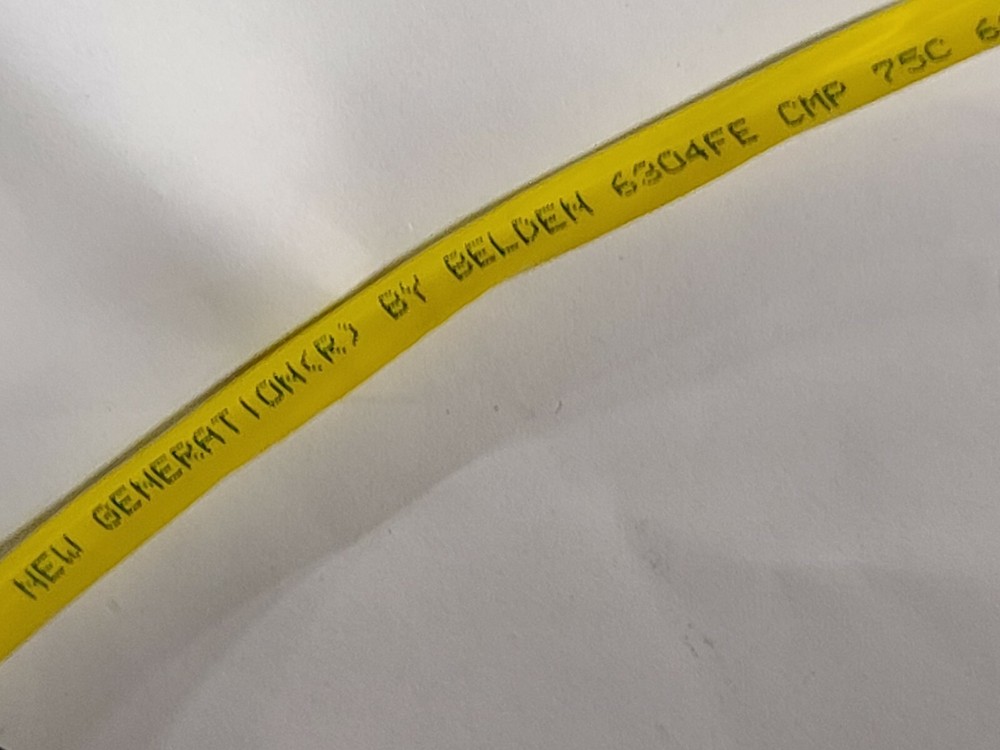 NEW GENERATION(R) BY BELDEN 6304FE CMP 75C